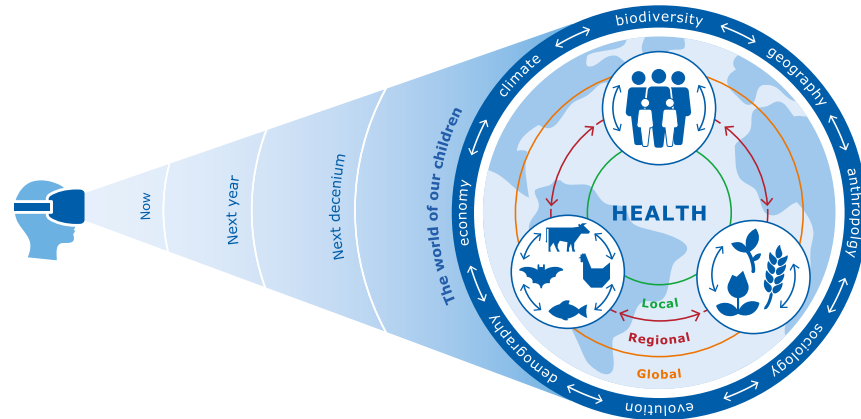 Now
Next year
Next decenium
The world of our children
climate
biodiversity
geography
anthropolgy
sociology
evolution
demography
economy
HEALTH
Local
Regional
Global